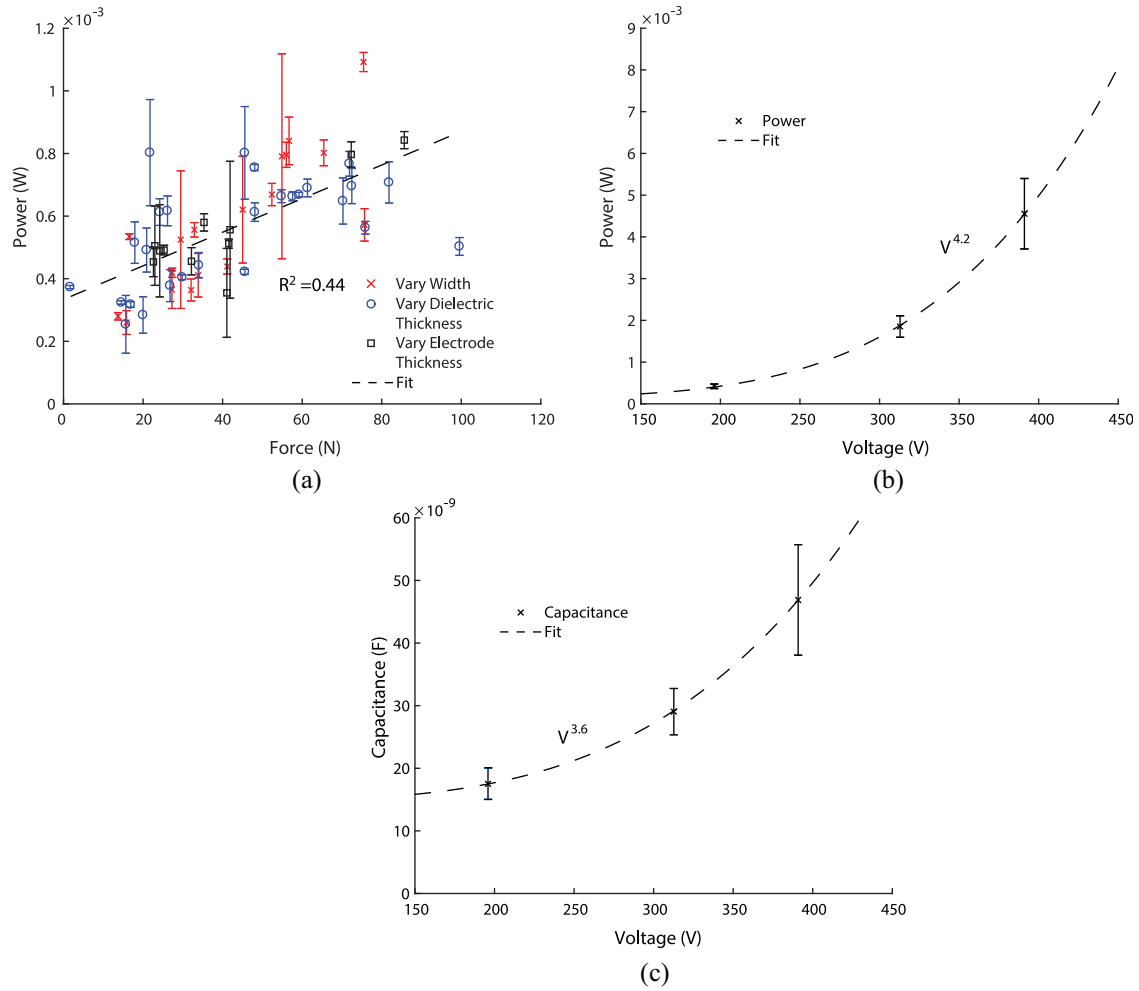 ×10⁻³
1.2
1
0.8
0.6
0.4
0.2
0
Power (W)
R² =0.44
Vary Width
Vary Dielectric
Thickness
Vary Electrode
Thickness
Fit
0 20 40 60 80 100 120
Force (N)
(a)
×10⁻³
9
8
7
6
5
4
3
2
1
0
Power (W)
Power
Fit
V⁴·²
150 200 250 300 350 400 450
Voltage (V)
(b)
×10⁻⁹
60
50
40
30
20
10
0
Capacitance (F)
Capacitance
Fit
V³·⁶
150 200 250 300 350 400 450
Voltage (V)
(c)